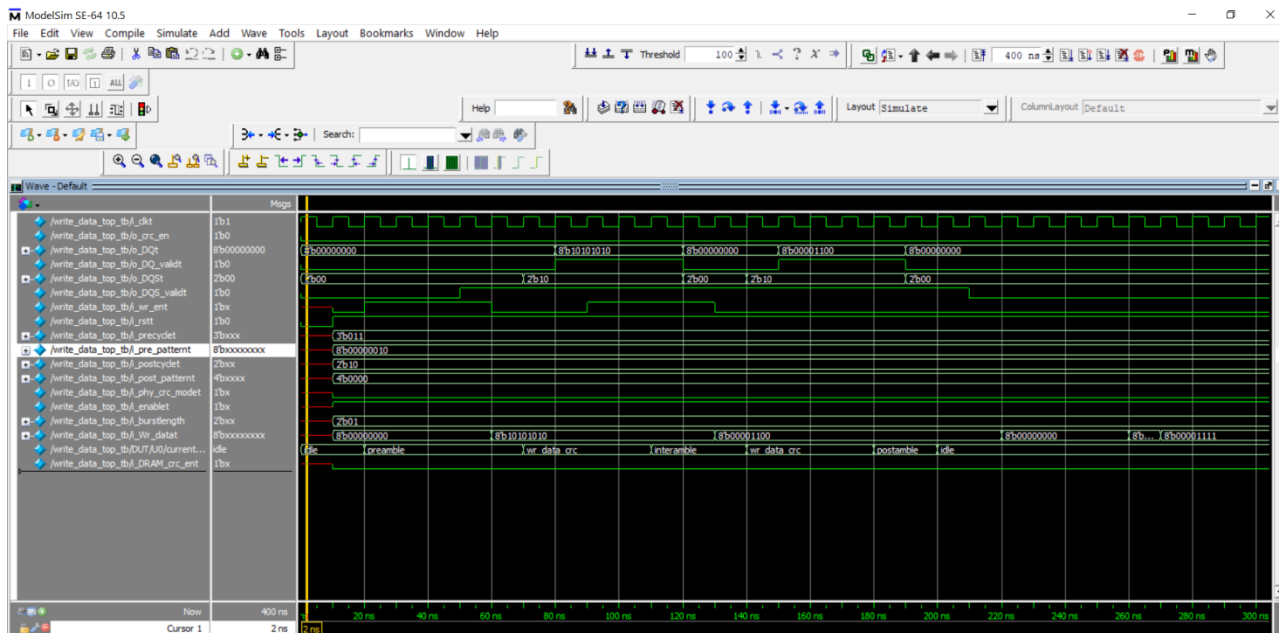 ModelSim SE-64 10.5
File Edit View Compile Simulate Add Wave Tools Layout Bookmarks Window Help
Threshold 100 400 ns
I O I/O ALL
Help Layout Simulate ColumnLayout Default
Search:
Wave - Default
Msgs
/write_data_top_tb/i_clkt 1'b1
/write_data_top_tb/o_crc_en 1'b0
/write_data_top_tb/o_DQt 8'b00000000 8'b00000000 8'b10101010 8'b00000000 8'b00001100 8'b00000000
/write_data_top_tb/o_DQ_validt 1'b0
/write_data_top_tb/o_DQSt 2'b00 2'b00 2'b10 2'b00 2'b10 2'b00
/write_data_top_tb/o_DQS_validt 1'b0
/write_data_top_tb/i_wr_ent 1'bx
/write_data_top_tb/i_rstt 1'b0
/write_data_top_tb/i_precyclet 3'bxxx 3'b011
/write_data_top_tb/i_pre_patternt 8'bxxxxxxxx 8'b00000010
/write_data_top_tb/i_postcyclet 2'bxx 2'b10
/write_data_top_tb/i_post_patternt 4'bxxxx 4'b0000
/write_data_top_tb/i_phy_crc_modet 1'bx
/write_data_top_tb/i_enablet 1'bx
/write_data_top_tb/i_burstlength 2'bxx 2'b01
/write_data_top_tb/i_Wr_datat 8'bxxxxxxxx 8'b00000000 8'b10101010 8'b00001100 8'b00000000 8'b... 8'b00001111
/write_data_top_tb/DUT/U0/current... idle idle preamble wr_data_crc interamble wr_data_crc postamble idle
/write_data_top_tb/i_DRAM_crc_ent 1'bx
Now 400 ns 20 ns 40 ns 60 ns 80 ns 100 ns 120 ns 140 ns 160 ns 180 ns 200 ns 220 ns 240 ns 260 ns 280 ns 300 ns
Cursor 1 2 ns 2 ns